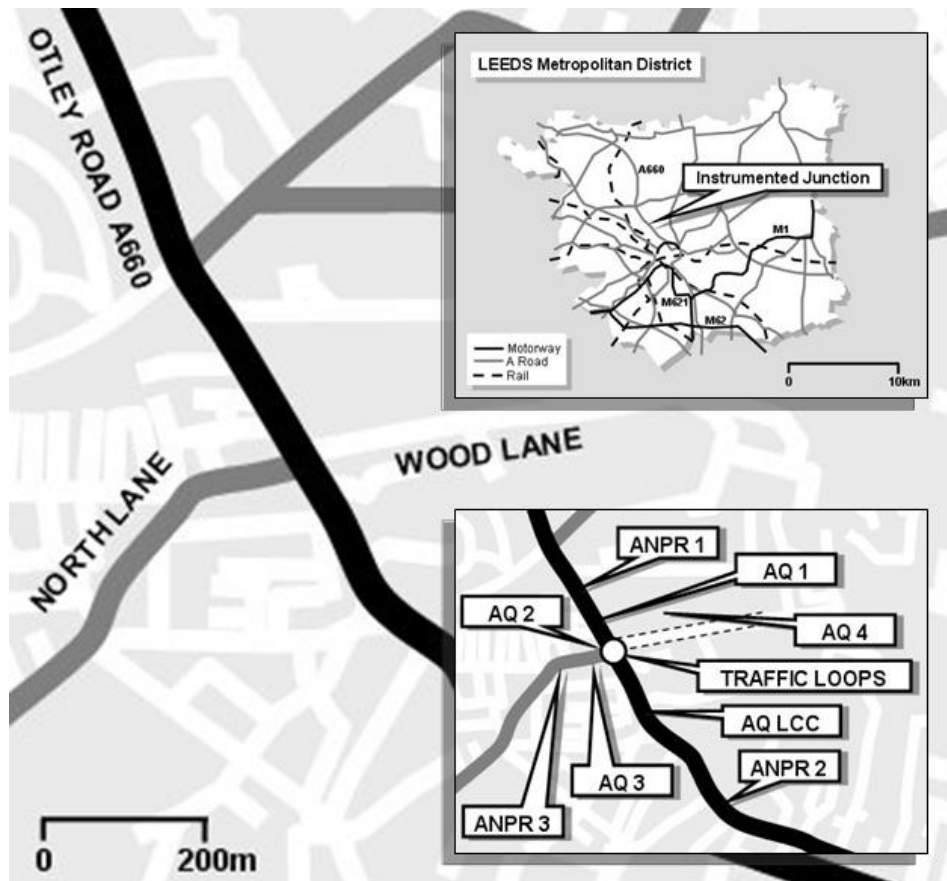 OTLEY ROAD A660
LEEDS Metropolitan District
A660
Instrumented Junction
M1
M621
M62
Motorway
A Road
Rail
0 10km
WOOD LANE
NORTH LANE
ANPR 1
AQ 1
AQ 2
AQ 4
TRAFFIC LOOPS
AQ LCC
ANPR 2
AQ 3
ANPR 3
0 200m